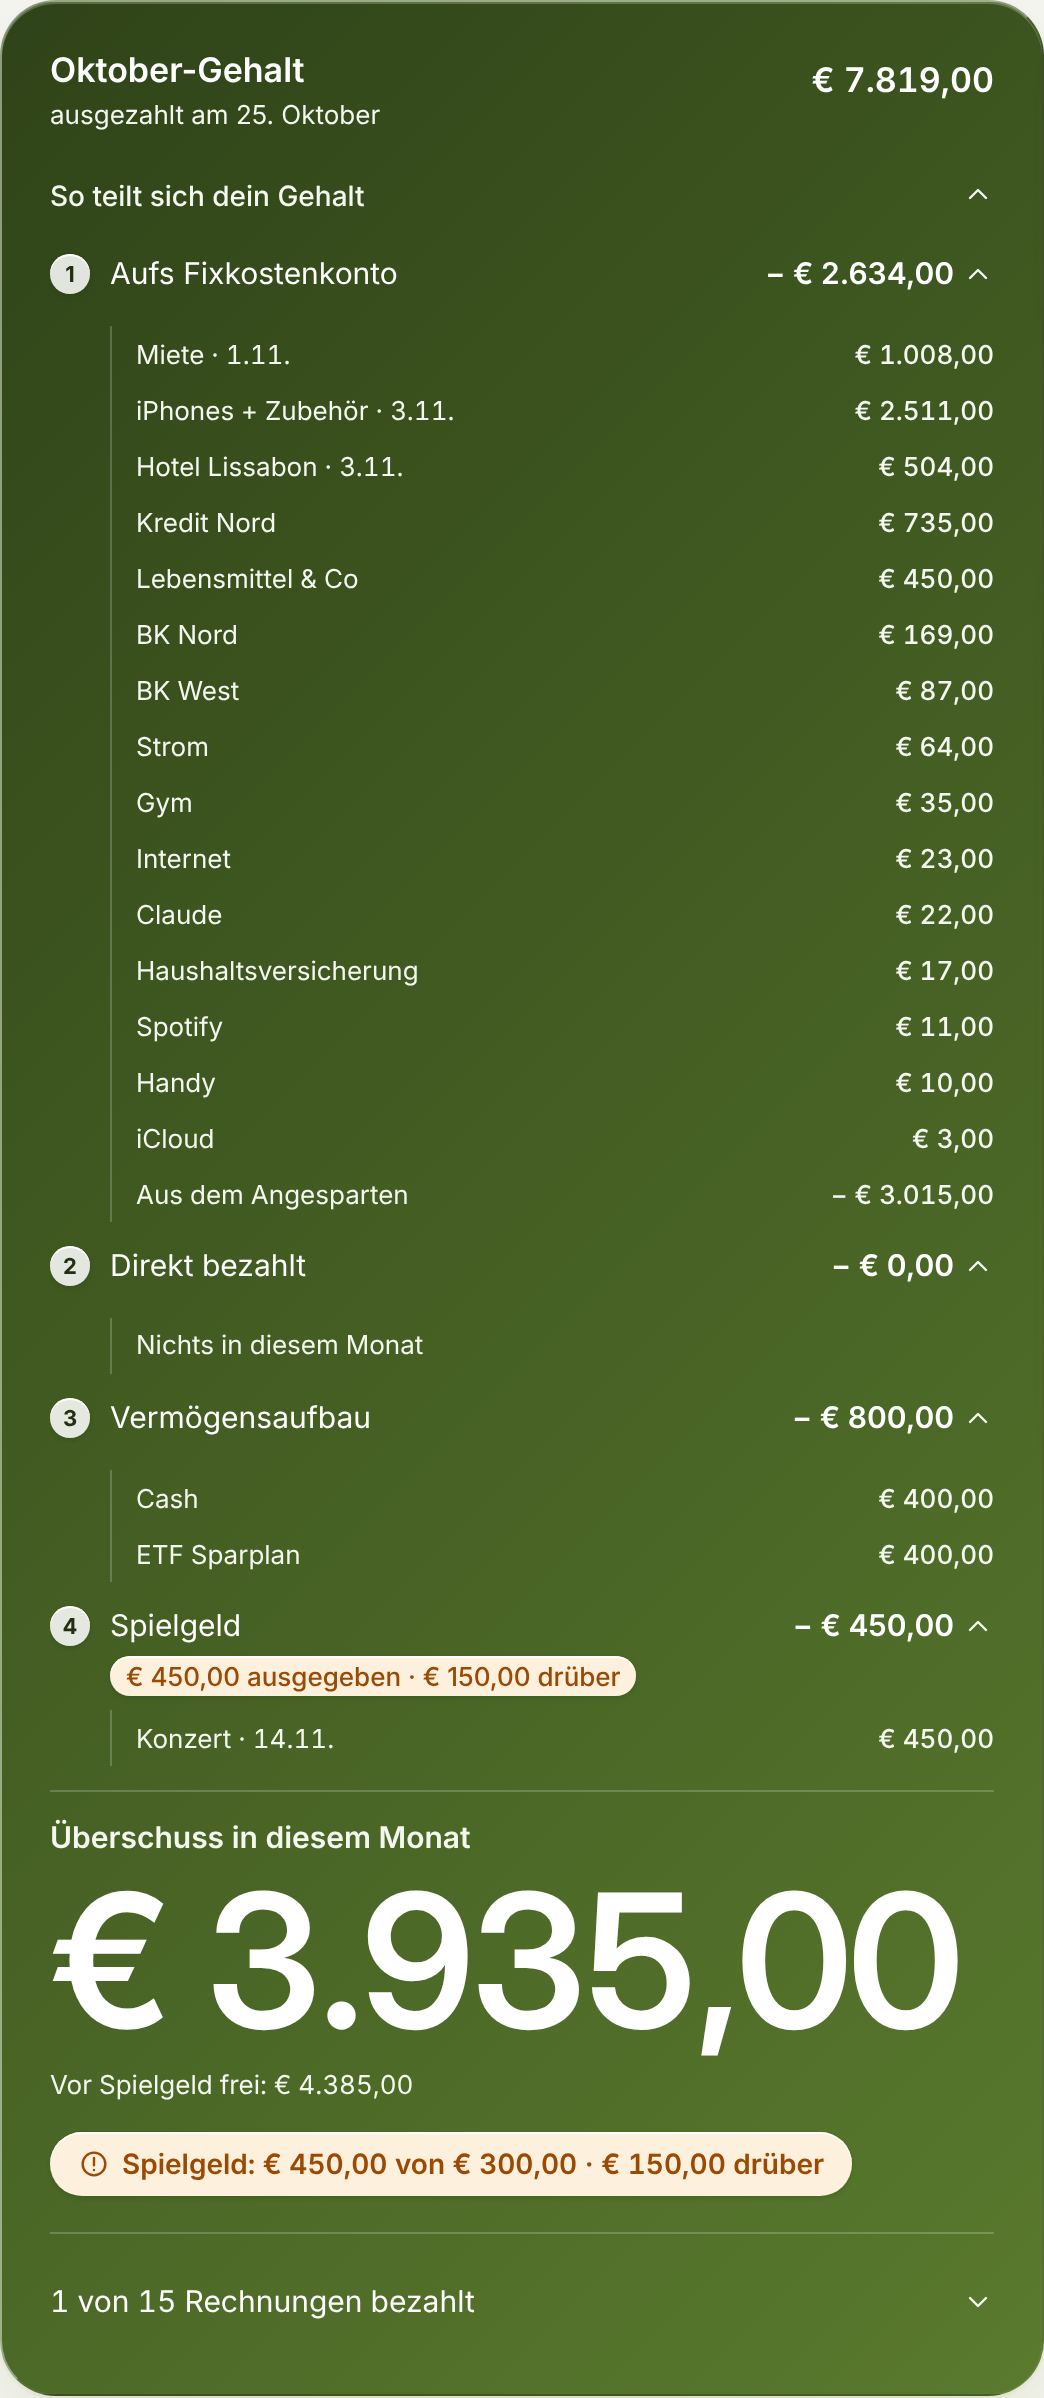 Oktober-Gehalt
€ 7.819,00
ausgezahlt am 25. Oktober
So teilt sich dein Gehalt
1 Aufs Fixkostenkonto – € 2.634,00
Miete · 1.11. € 1.008,00
iPhones + Zubehör · 3.11. € 2.511,00
Hotel Lissabon · 3.11. € 504,00
Kredit Nord € 735,00
Lebensmittel & Co € 450,00
BK Nord € 169,00
BK West € 87,00
Strom € 64,00
Gym € 35,00
Internet € 23,00
Claude € 22,00
Haushaltsversicherung € 17,00
Spotify € 11,00
Handy € 10,00
iCloud € 3,00
Aus dem Angesparten – € 3.015,00
2 Direkt bezahlt – € 0,00
Nichts in diesem Monat
3 Vermögensaufbau – € 800,00
Cash € 400,00
ETF Sparplan € 400,00
4 Spielgeld – € 450,00
€ 450,00 ausgegeben · € 150,00 drüber
Konzert · 14.11. € 450,00
Überschuss in diesem Monat
€ 3.935,00
Vor Spielgeld frei: € 4.385,00
Spielgeld: € 450,00 von € 300,00 · € 150,00 drüber
1 von 15 Rechnungen bezahlt